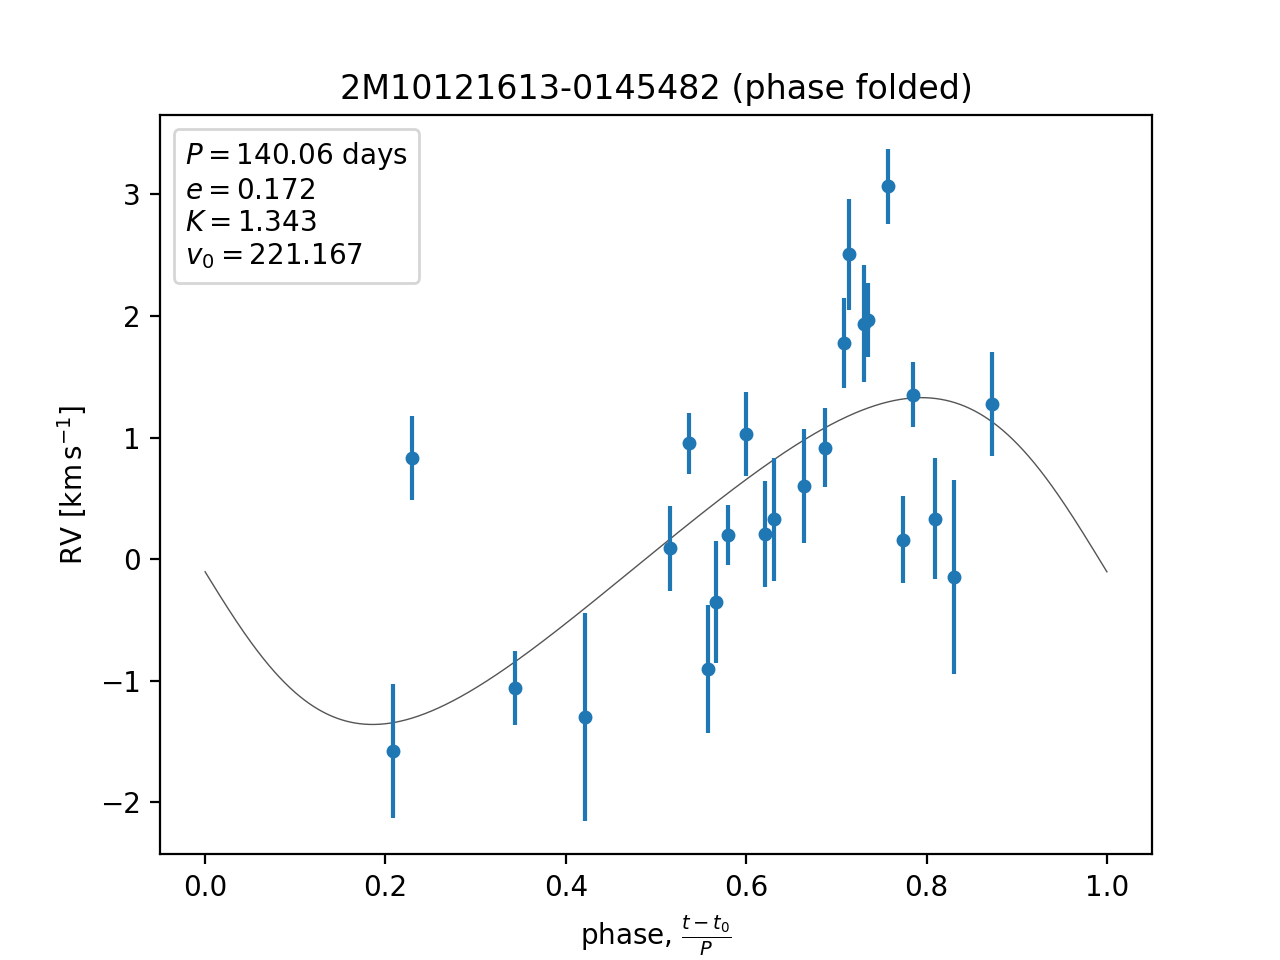 2M10121613-0145482 (phase folded)
P = 140.06 days
e = 0.172
K = 1.343
v₀ = 221.167
RV [km s⁻¹]
3
2
1
0
−1
−2
0.0 0.2 0.4 0.6 0.8 1.0
phase, (t − t₀)/P